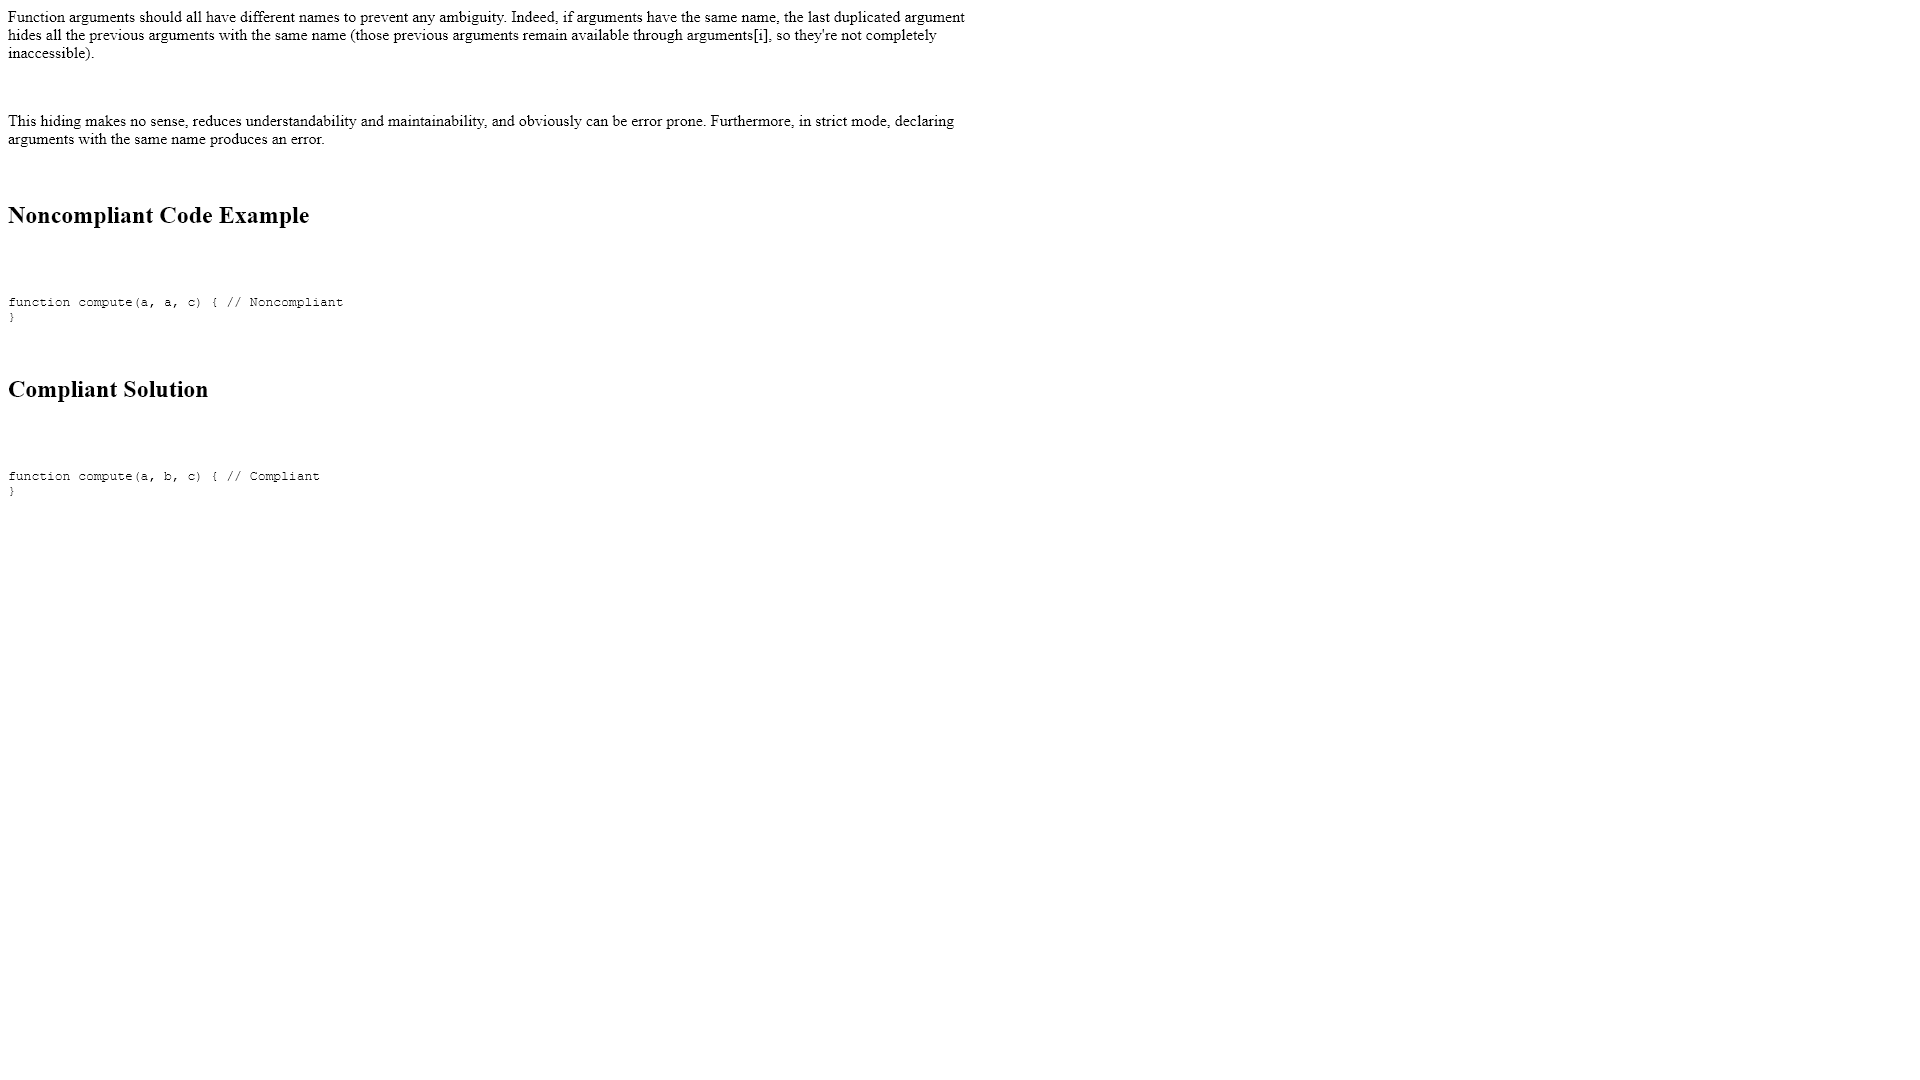 Function arguments should all have different names to prevent any ambiguity. Indeed, if arguments have the same name, the last duplicated argument
hides all the previous arguments with the same name (those previous arguments remain available through arguments[i], so they're not completely
inaccessible).
This hiding makes no sense, reduces understandability and maintainability, and obviously can be error prone. Furthermore, in strict mode, declaring
arguments with the same name produces an error.
Noncompliant Code Example
function compute(a, a, c) { // Noncompliant
}
Compliant Solution
function compute(a, b, c) { // Compliant
}